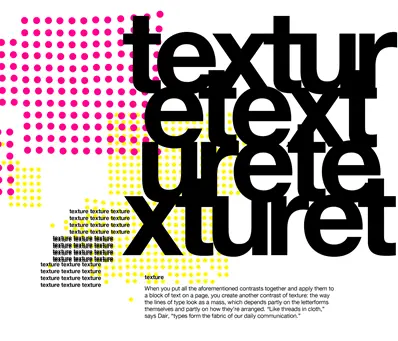 textur
etext
urete
xturet
texture texture texture
texture texture texture
texture texture texture
texture texture texture
texture texture texture
texture texture texture
texture texture texture
texture texture texture
texture texture texture
texture texture texture
texture texture texture
texture texture texture
texture
When you put all the aforementioned contrasts together and apply them to
a block of text on a page, you create another contrast of texture: the way
the lines of type look as a mass, which depends partly on the letterforms
themselves and partly on how they're arranged. "Like threads in cloth,"
says Dair, "types form the fabric of our daily communication."